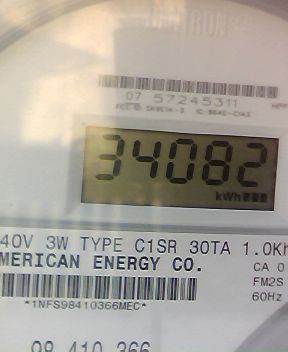 07 57245311
34082
kWh
40V 3W TYPE C1SR 30TA 1.0Kh
MERICAN ENERGY CO.
CA 0
FM2S
60Hz
*1NFS98410366MEC*
98 410 366